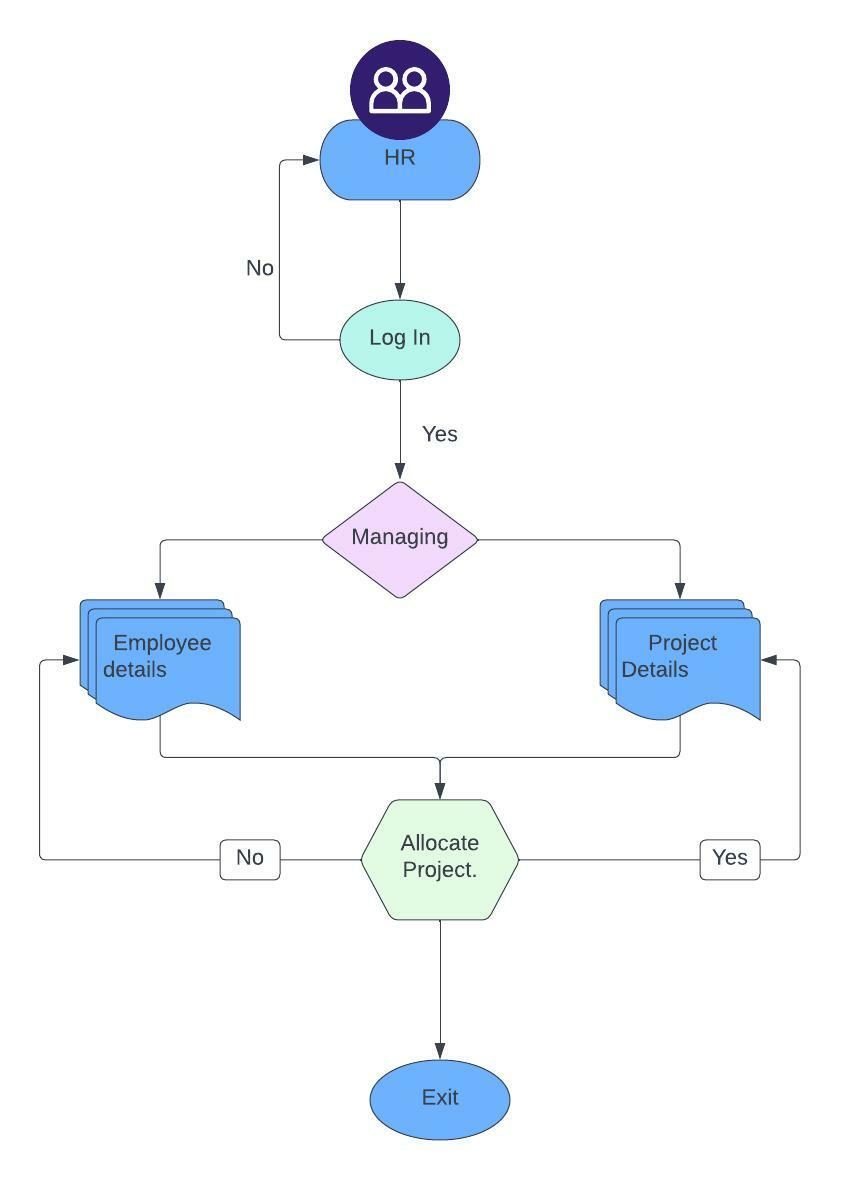 HR
No
Log In
Yes
Managing
Employee
details
Project
Details
Allocate
Project.
No
Yes
Exit